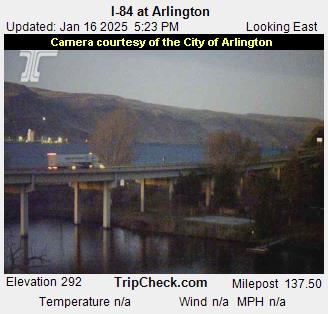 I-84 at Arlington
Updated: Jan 16 2025 5:23 PM Looking East
Camera courtesy of the City of Arlington
Elevation 292 TripCheck.com Milepost 137.50
Temperature n/a Wind n/a MPH n/a